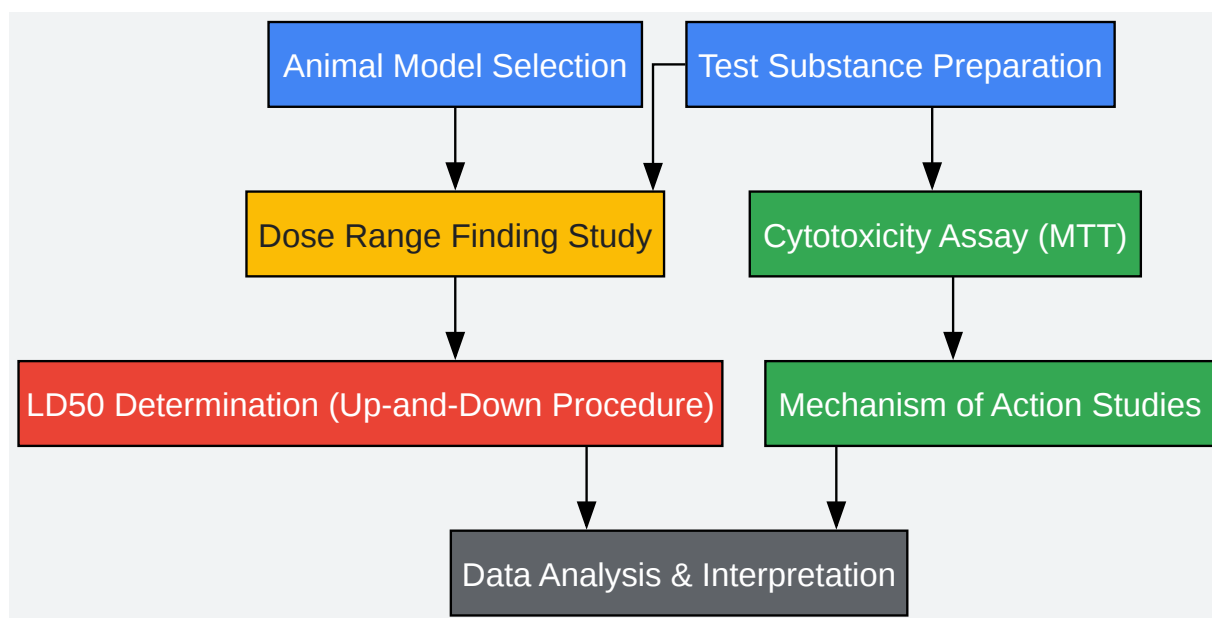 Animal Model Selection
Test Substance Preparation
Dose Range Finding Study
Cytotoxicity Assay (MTT)
LD50 Determination (Up-and-Down Procedure)
Mechanism of Action Studies
Data Analysis & Interpretation